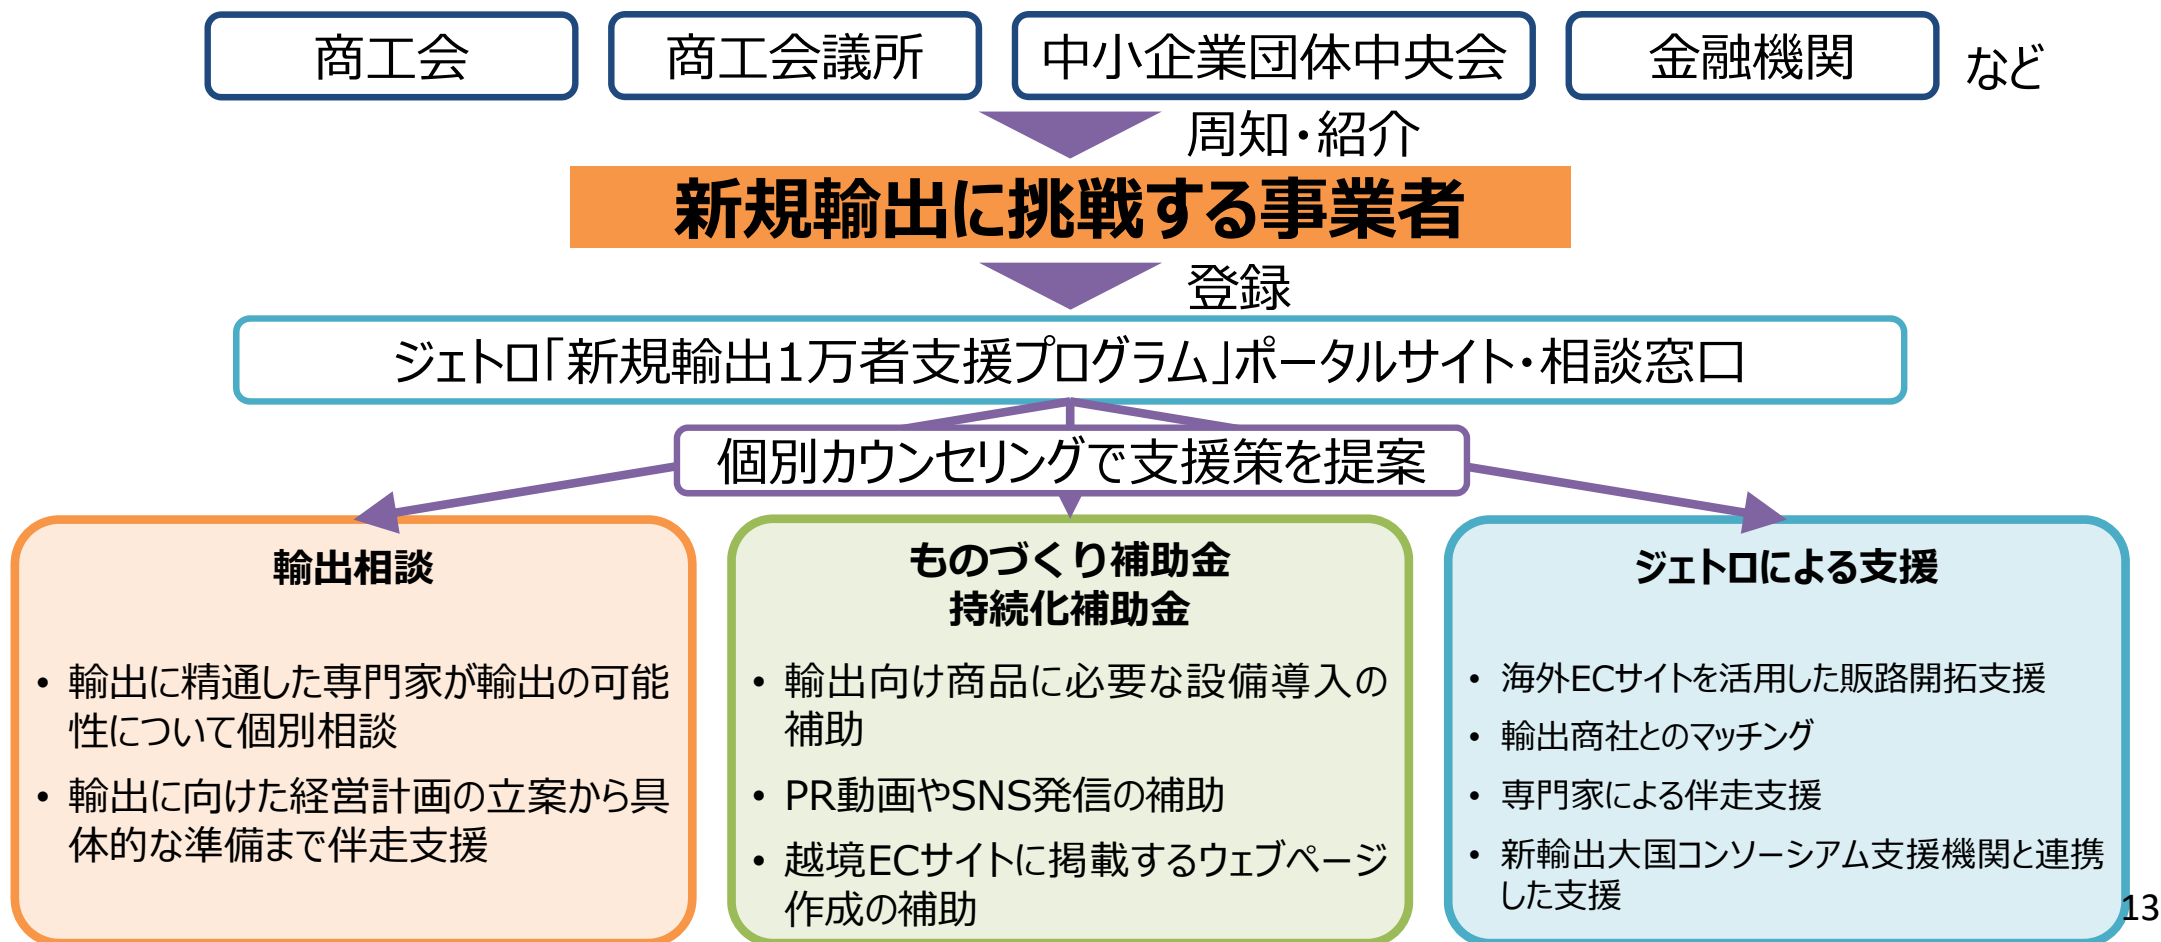 商工会
商工会議所
中小企業団体中央会
金融機関
など
周知・紹介
新規輸出に挑戦する事業者
登録
ジェトロ「新規輸出1万者支援プログラム」ポータルサイト・相談窓口
個別カウンセリングで支援策を提案
輸出相談
• 輸出に精通した専門家が輸出の可能
性について個別相談
• 輸出に向けた経営計画の立案から具
体的な準備まで伴走支援
ものづくり補助金
持続化補助金
• 輸出向け商品に必要な設備導入の
補助
• PR動画やSNS発信の補助
• 越境ECサイトに掲載するウェブページ
作成の補助
ジェトロによる支援
• 海外ECサイトを活用した販路開拓支援
• 輸出商社とのマッチング
• 専門家による伴走支援
• 新輸出大国コンソーシアム支援機関と連携
した支援
13